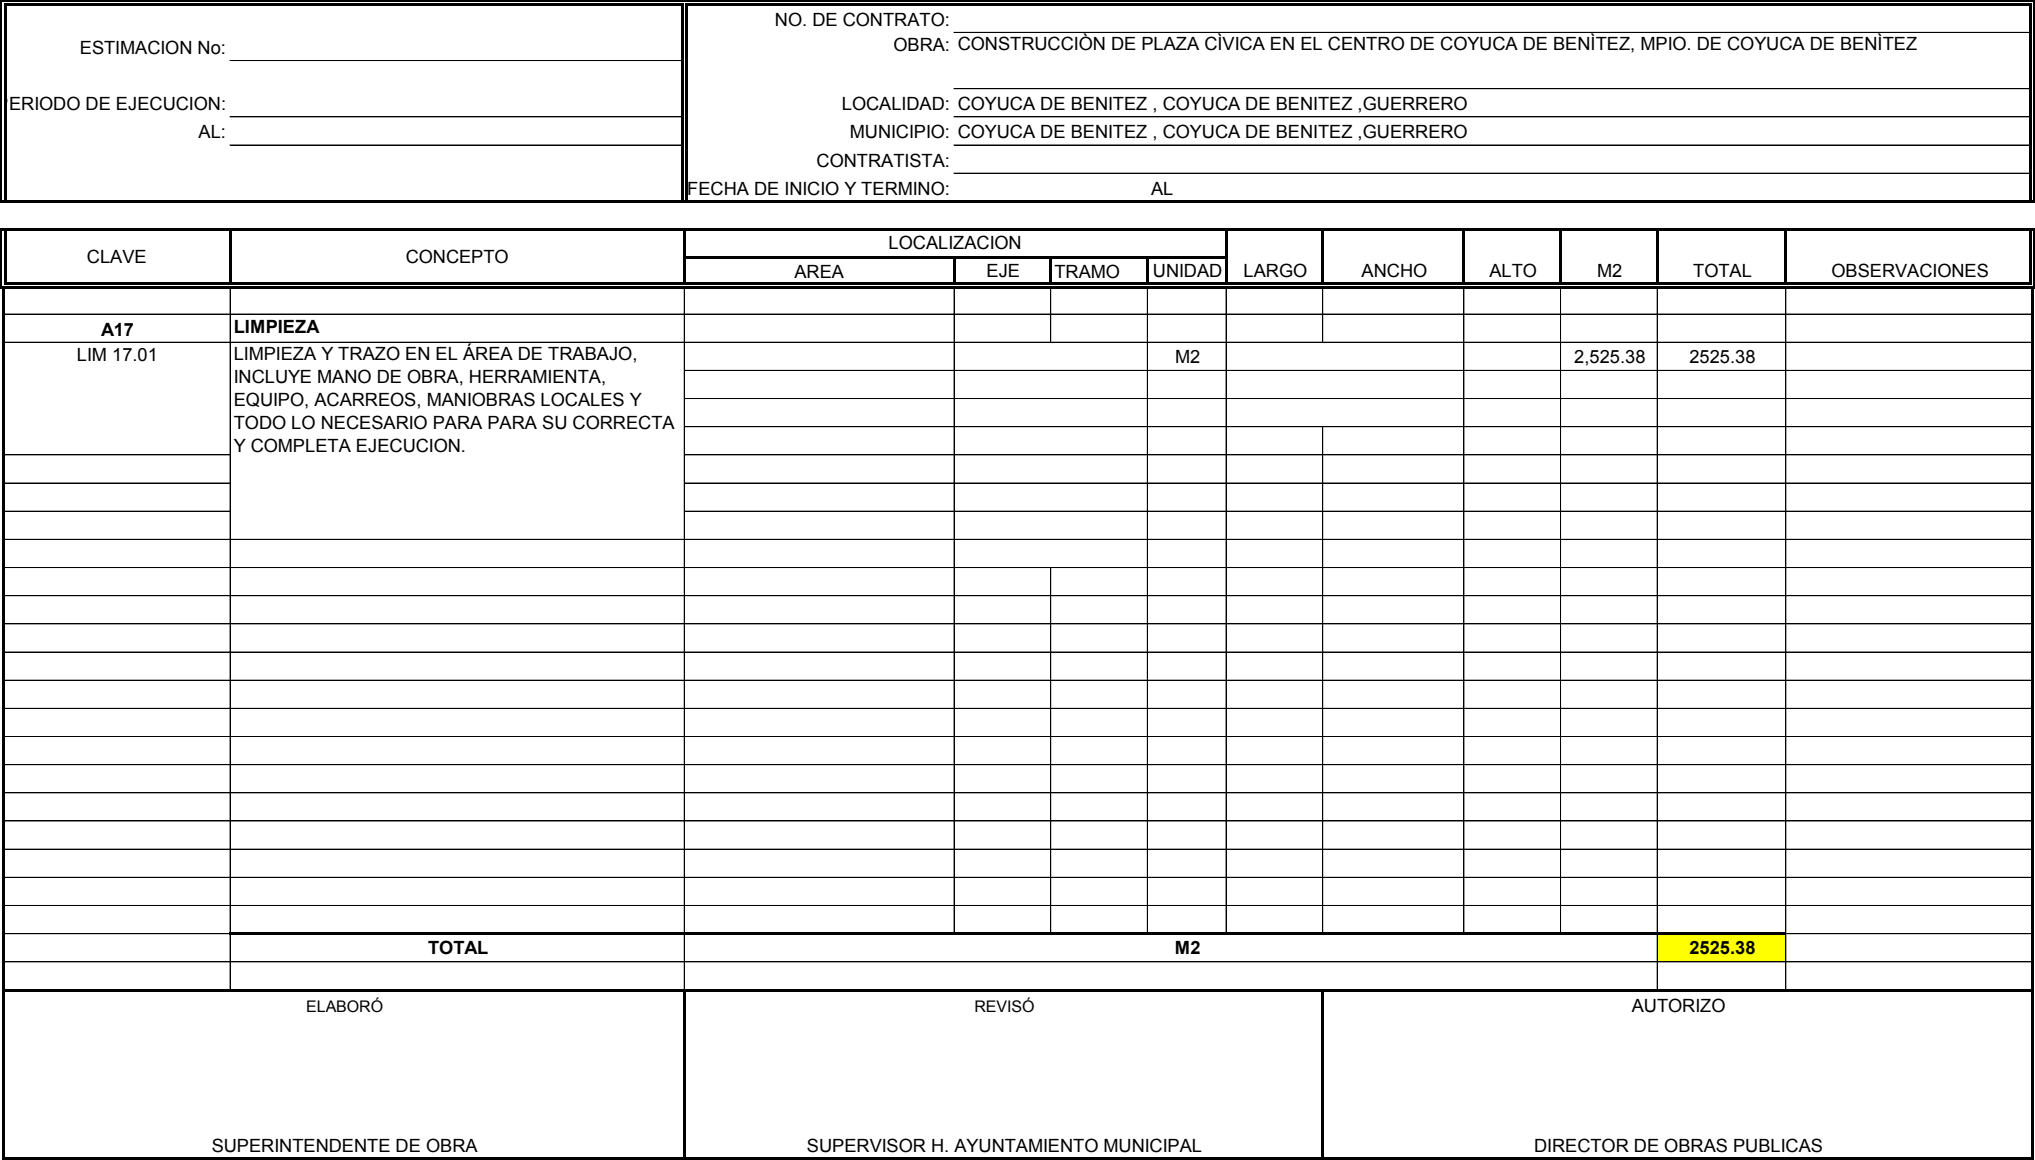 NO. DE CONTRATO:
ESTIMACION No:
OBRA: CONSTRUCCIÒN DE PLAZA CÌVICA EN EL CENTRO DE COYUCA DE BENÌTEZ, MPIO. DE COYUCA DE BENÌTEZ
ERIODO DE EJECUCION:
LOCALIDAD: COYUCA DE BENITEZ , COYUCA DE BENITEZ ,GUERRERO
AL:
MUNICIPIO: COYUCA DE BENITEZ , COYUCA DE BENITEZ ,GUERRERO
CONTRATISTA:
FECHA DE INICIO Y TERMINO: AL
CLAVE CONCEPTO LOCALIZACION LARGO ANCHO ALTO M2 TOTAL OBSERVACIONES
AREA EJE TRAMO UNIDAD
A17 LIMPIEZA
LIM 17.01 LIMPIEZA Y TRAZO EN EL ÁREA DE TRABAJO, M2 2,525.38 2525.38
INCLUYE MANO DE OBRA, HERRAMIENTA,
EQUIPO, ACARREOS, MANIOBRAS LOCALES Y
TODO LO NECESARIO PARA PARA SU CORRECTA
Y COMPLETA EJECUCION.
TOTAL M2 2525.38
ELABORÓ REVISÓ AUTORIZO
SUPERINTENDENTE DE OBRA SUPERVISOR H. AYUNTAMIENTO MUNICIPAL DIRECTOR DE OBRAS PUBLICAS